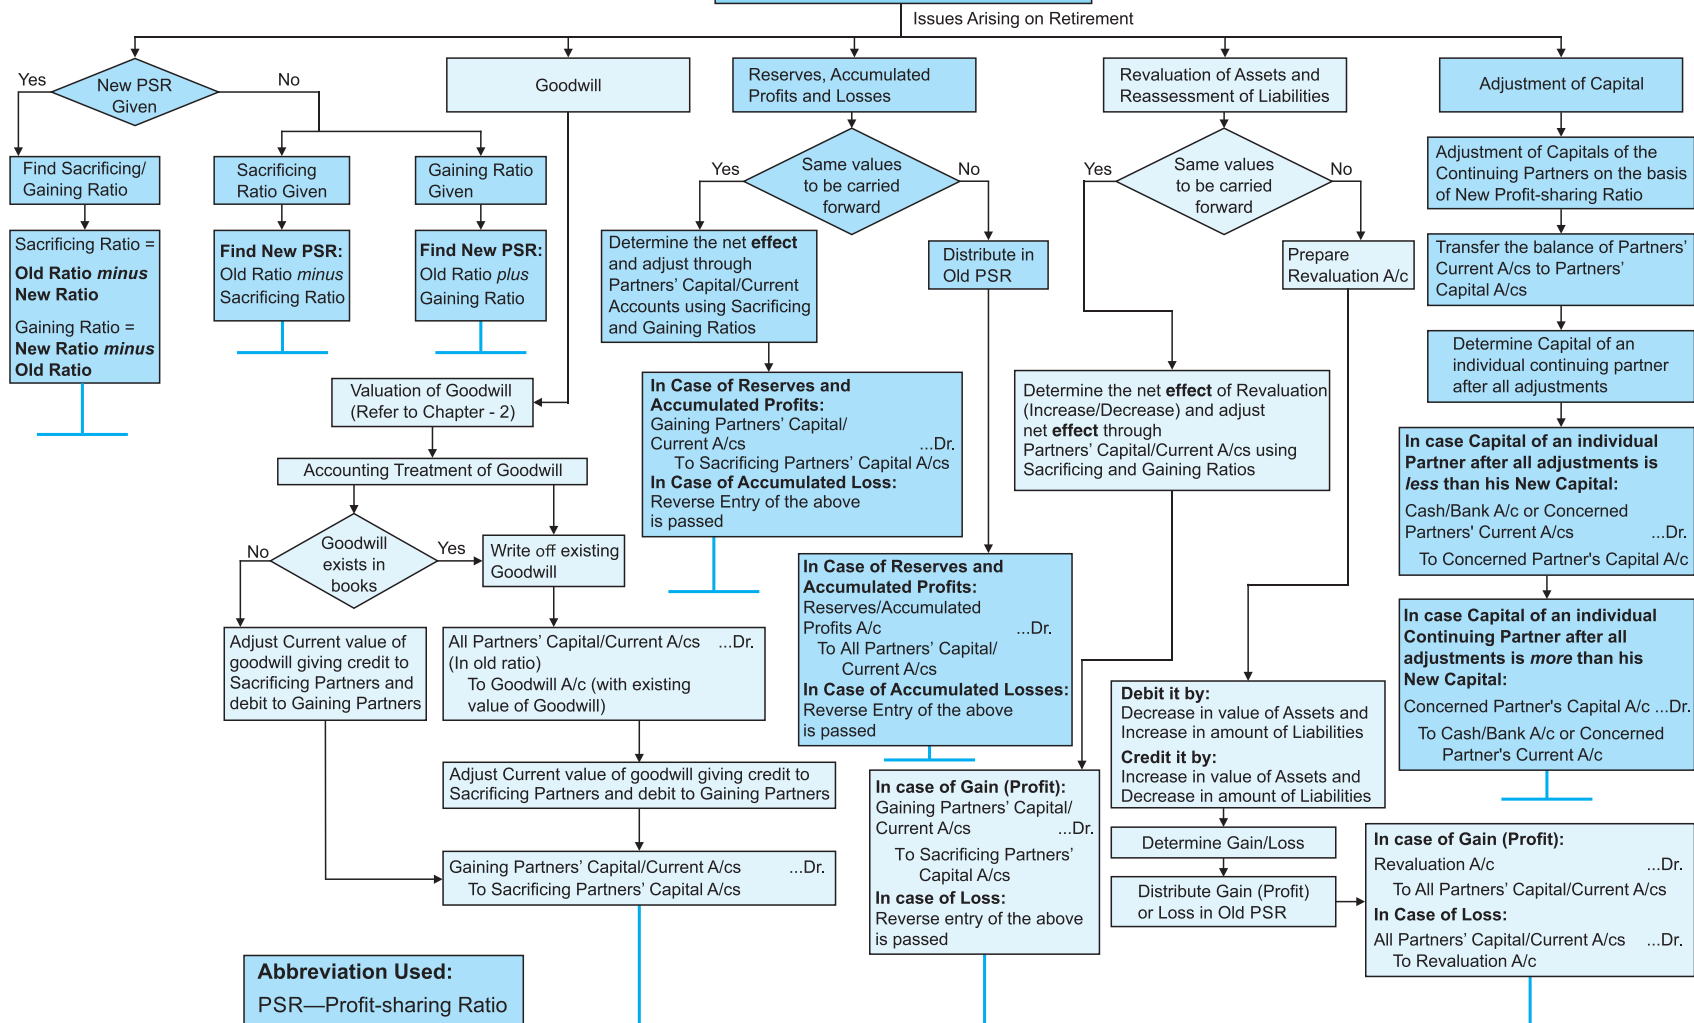 Issues Arising on Retirement
Yes
New PSR
Given
No
Find Sacrificing/
Gaining Ratio
Sacrificing Ratio =
Old Ratio minus
New Ratio
Gaining Ratio =
New Ratio minus
Old Ratio
Sacrificing
Ratio Given
Find New PSR:
Old Ratio minus
Sacrificing Ratio
Gaining Ratio
Given
Find New PSR:
Old Ratio plus
Gaining Ratio
Goodwill
Valuation of Goodwill
(Refer to Chapter - 2)
Accounting Treatment of Goodwill
No
Goodwill
exists in
books
Yes
Write off existing
Goodwill
Adjust Current value of
goodwill giving credit to
Sacrificing Partners and
debit to Gaining Partners
All Partners’ Capital/Current A/cs ...Dr.
(In old ratio)
To Goodwill A/c (with existing
value of Goodwill)
Adjust Current value of goodwill giving credit to
Sacrificing Partners and debit to Gaining Partners
Gaining Partners’ Capital/Current A/cs ...Dr.
To Sacrificing Partners’ Capital A/cs
Reserves, Accumulated
Profits and Losses
Yes
Same values
to be carried
forward
No
Determine the net effect
and adjust through
Partners’ Capital/Current
Accounts using Sacrificing
and Gaining Ratios
Distribute in
Old PSR
In Case of Reserves and
Accumulated Profits:
Gaining Partners’ Capital/
Current A/cs ...Dr.
To Sacrificing Partners’ Capital A/cs
In Case of Accumulated Loss:
Reverse Entry of the above
is passed
In Case of Reserves and
Accumulated Profits:
Reserves/Accumulated
Profits A/c ...Dr.
To All Partners’ Capital/
Current A/cs
In Case of Accumulated Losses:
Reverse Entry of the above
is passed
Revaluation of Assets and
Reassessment of Liabilities
Yes
Same values
to be carried
forward
No
Prepare
Revaluation A/c
Determine the net effect of Revaluation
(Increase/Decrease) and adjust
net effect through
Partners’ Capital/Current A/cs using
Sacrificing and Gaining Ratios
In case of Gain (Profit):
Gaining Partners’ Capital/
Current A/cs ...Dr.
To Sacrificing Partners’
Capital A/cs
In case of Loss:
Reverse entry of the above
is passed
Debit it by:
Decrease in value of Assets and
Increase in amount of Liabilities
Credit it by:
Increase in value of Assets and
Decrease in amount of Liabilities
Determine Gain/Loss
Distribute Gain (Profit)
or Loss in Old PSR
In case of Gain (Profit):
Revaluation A/c ...Dr.
To All Partners’ Capital/Current A/cs
In Case of Loss:
All Partners’ Capital/Current A/cs ...Dr.
To Revaluation A/c
Adjustment of Capital
Adjustment of Capitals of the
Continuing Partners on the basis
of New Profit-sharing Ratio
Transfer the balance of Partners’
Current A/cs to Partners’
Capital A/cs
Determine Capital of an
individual continuing partner
after all adjustments
In case Capital of an individual
Partner after all adjustments is
less than his New Capital:
Cash/Bank A/c or Concerned
Partners' Current A/cs ...Dr.
To Concerned Partner's Capital A/c
In case Capital of an individual
Continuing Partner after all
adjustments is more than his
New Capital:
Concerned Partner's Capital A/c ...Dr.
To Cash/Bank A/c or Concerned
Partner's Current A/c
Abbreviation Used:
PSR—Profit-sharing Ratio